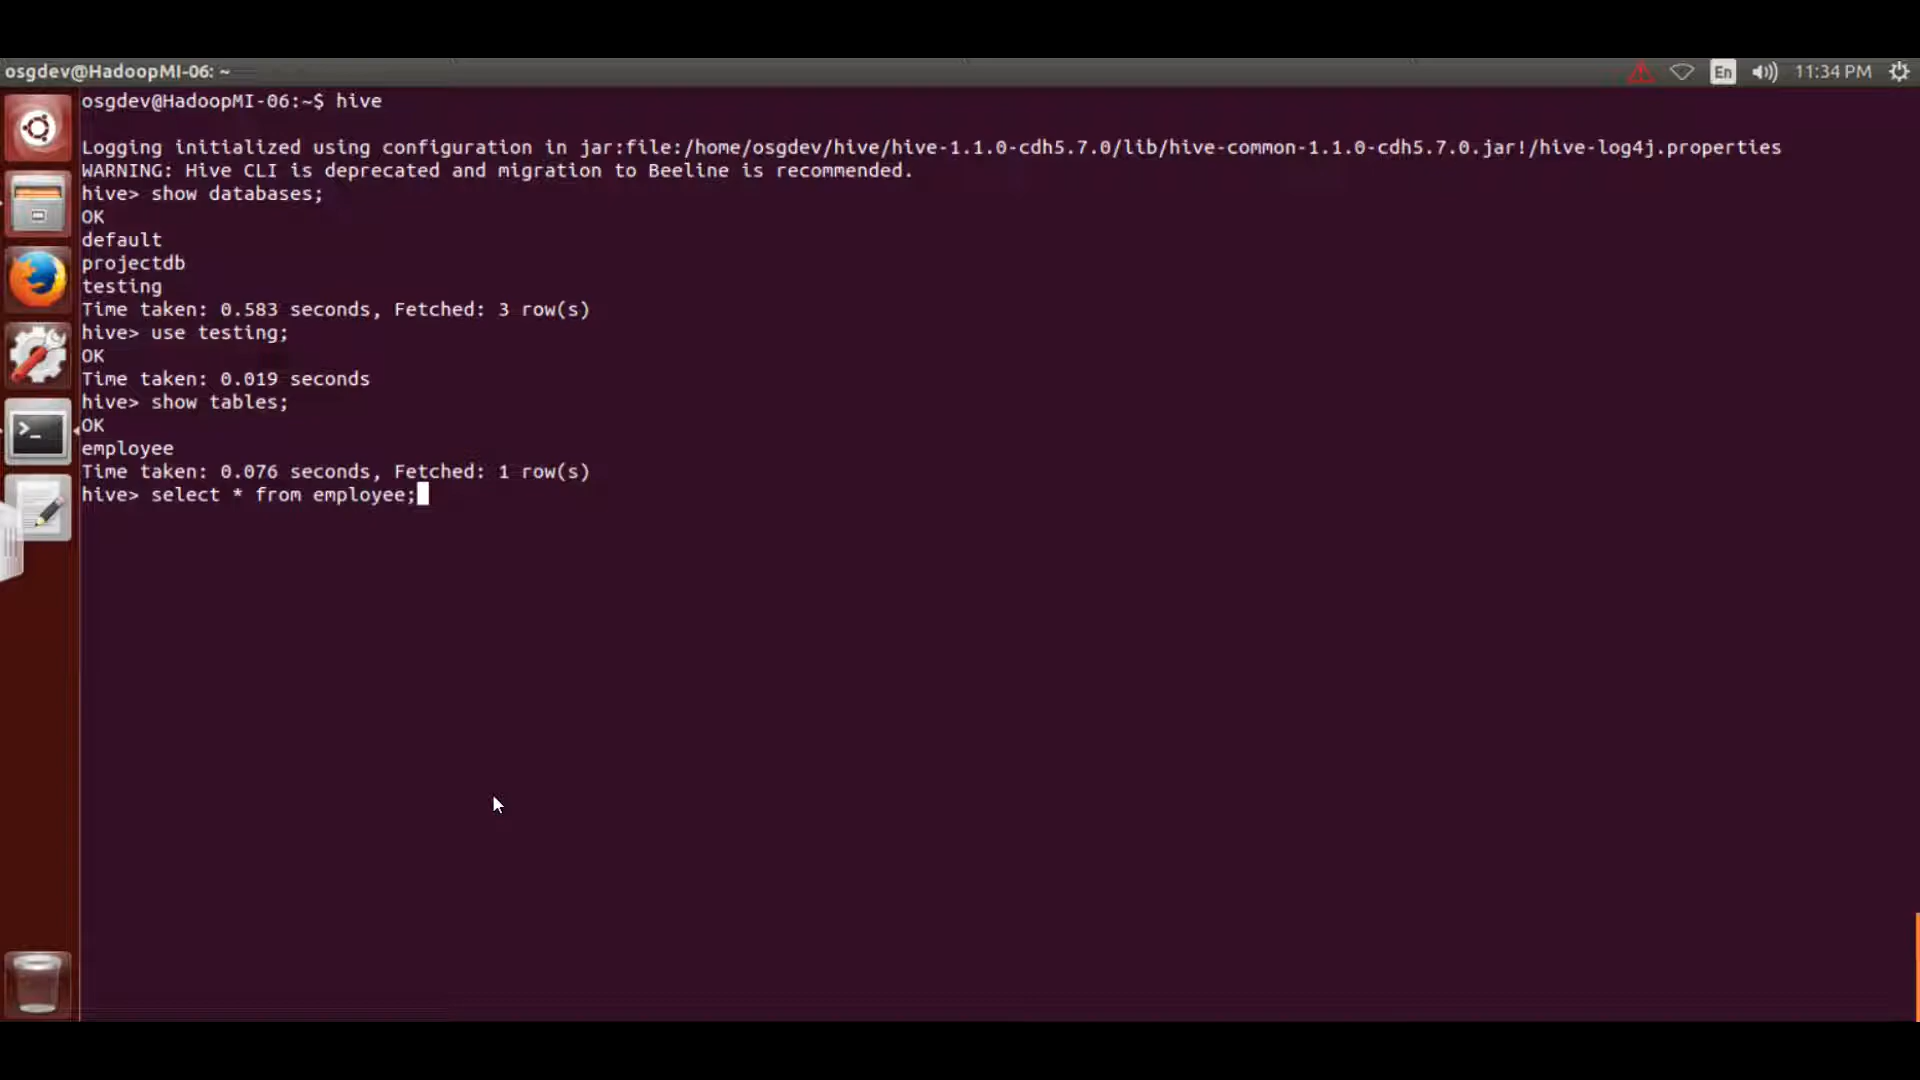 osgdev@HadoopMI-06: ~
En
11:34 PM
osgdev@HadoopMI-06:~$ hive
Logging initialized using configuration in jar:file:/home/osgdev/hive/hive-1.1.0-cdh5.7.0/lib/hive-common-1.1.0-cdh5.7.0.jar!/hive-log4j.properties
WARNING: Hive CLI is deprecated and migration to Beeline is recommended.
hive> show databases;
OK
default
projectdb
testing
Time taken: 0.583 seconds, Fetched: 3 row(s)
hive> use testing;
OK
Time taken: 0.019 seconds
hive> show tables;
OK
employee
Time taken: 0.076 seconds, Fetched: 1 row(s)
hive> select * from employee;